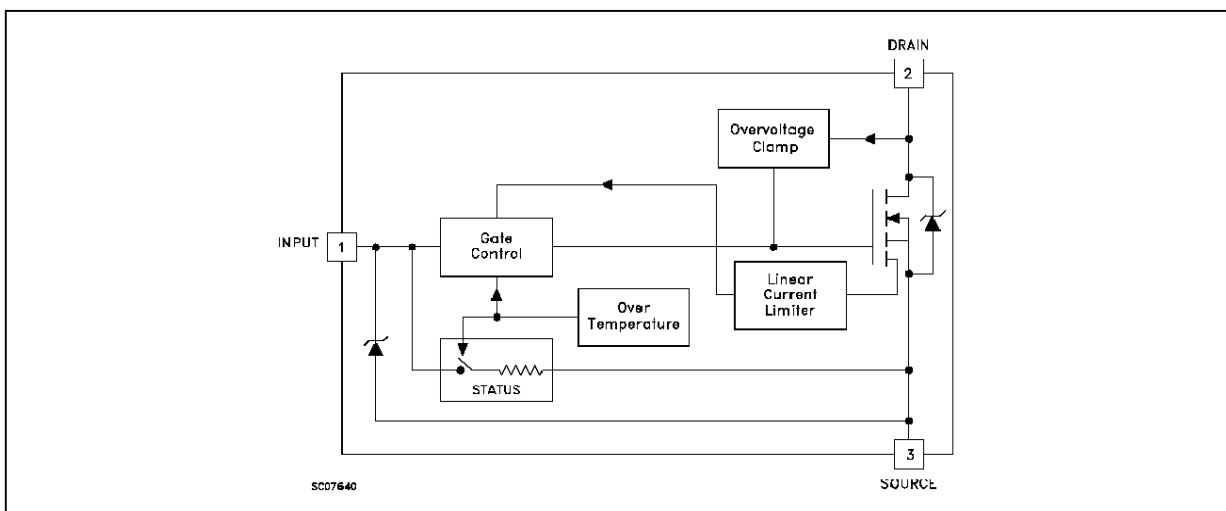 DRAIN
2
Overvoltage
Clamp
INPUT
1
Gate
Control
Linear
Current
Limiter
Over
Temperature
STATUS
3
SC07640
SOURCE